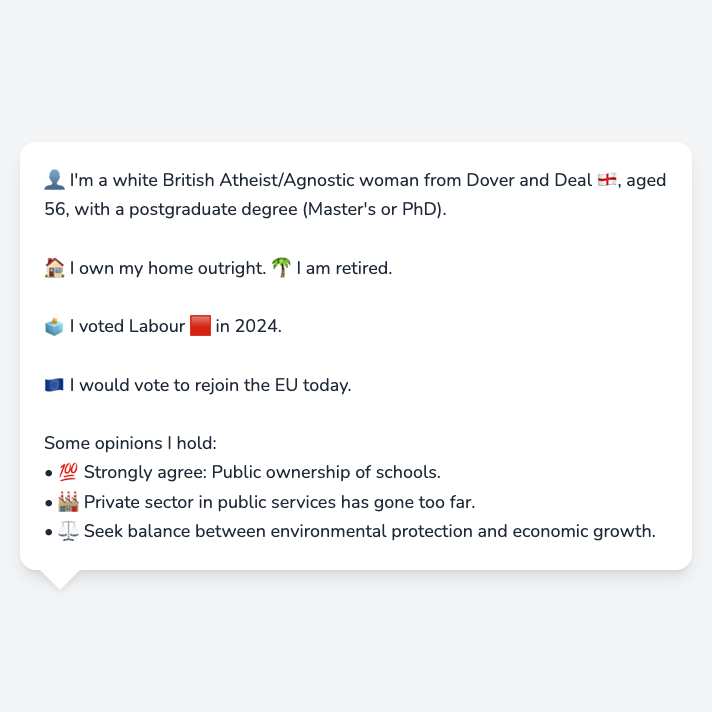 👤 I'm a white British Atheist/Agnostic woman from Dover and Deal 🏴󠁧󠁢󠁥󠁮󠁧󠁿, aged
56, with a postgraduate degree (Master's or PhD).
🏠 I own my home outright. 🌴 I am retired.
🗳️ I voted Labour 🟥 in 2024.
🇪🇺 I would vote to rejoin the EU today.
Some opinions I hold:
• 💯 Strongly agree: Public ownership of schools.
• 🏭 Private sector in public services has gone too far.
• ⚖️ Seek balance between environmental protection and economic growth.